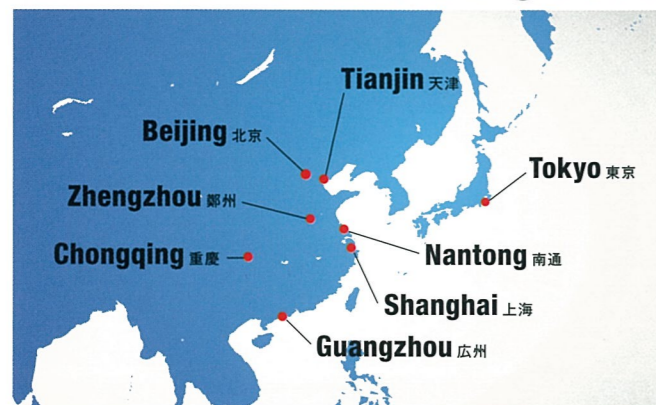 Tianjin 天津
Beijing 北京
Tokyo 東京
Zhengzhou 鄭州
Chongqing 重慶
Nantong 南通
Shanghai 上海
Guangzhou 広州